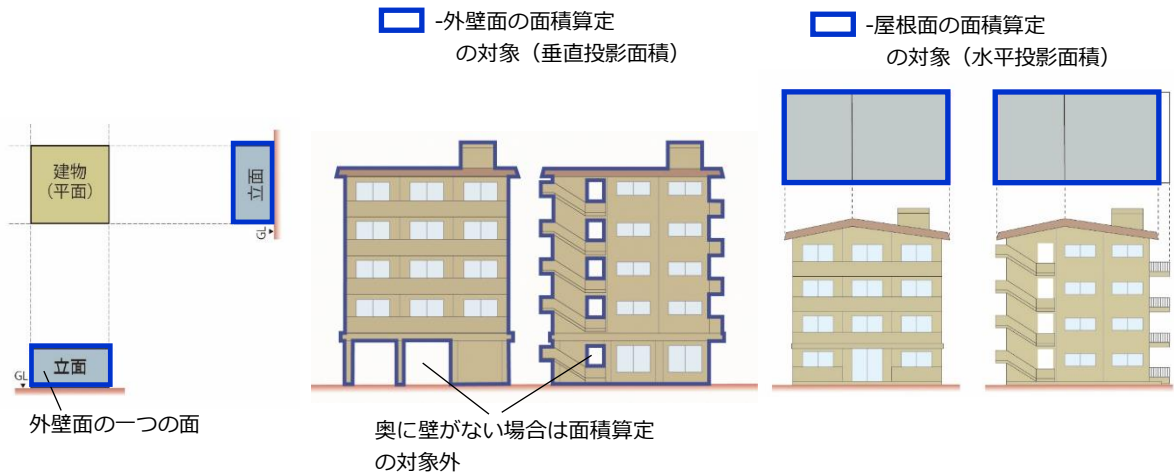 -外壁面の面積算定
の対象（垂直投影面積）
-屋根面の面積算定
の対象（水平投影面積）
建物
(平面)
立面
GL
立面
GL
外壁面の一つの面
奥に壁がない場合は面積算定
の対象外